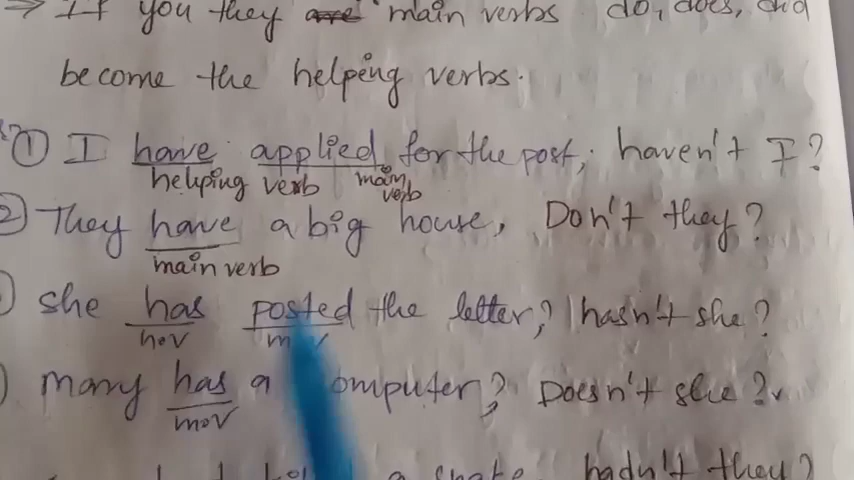 ⇒ If you they are main verbs do, does, did
become the helping verbs.
① I have applied for the post, haven't I?
helping verb main verb
② They have a big house, Don't they?
main verb
she has posted the letter,? hasn't she?
h.v m.v
mary has a computer? Doesn't she?
m.v
a snake hadn't they?